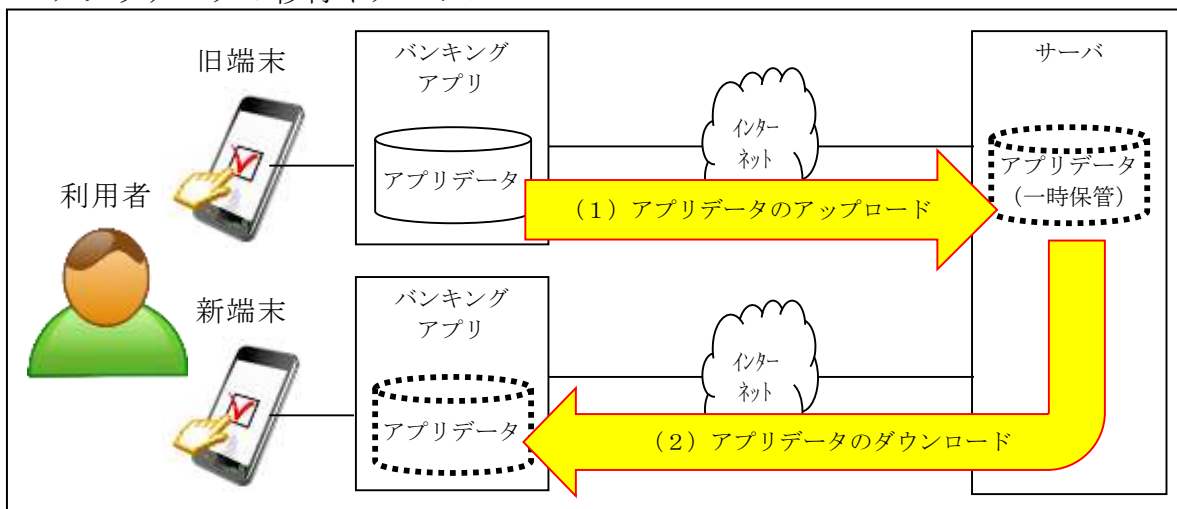 旧端末
バンキング
アプリ
サーバ
インター
ネット
アプリデータ
アプリデータ
(一時保管)
利用者
(1)アプリデータのアップロード
新端末
バンキング
アプリ
インター
ネット
アプリデータ
(2)アプリデータのダウンロード